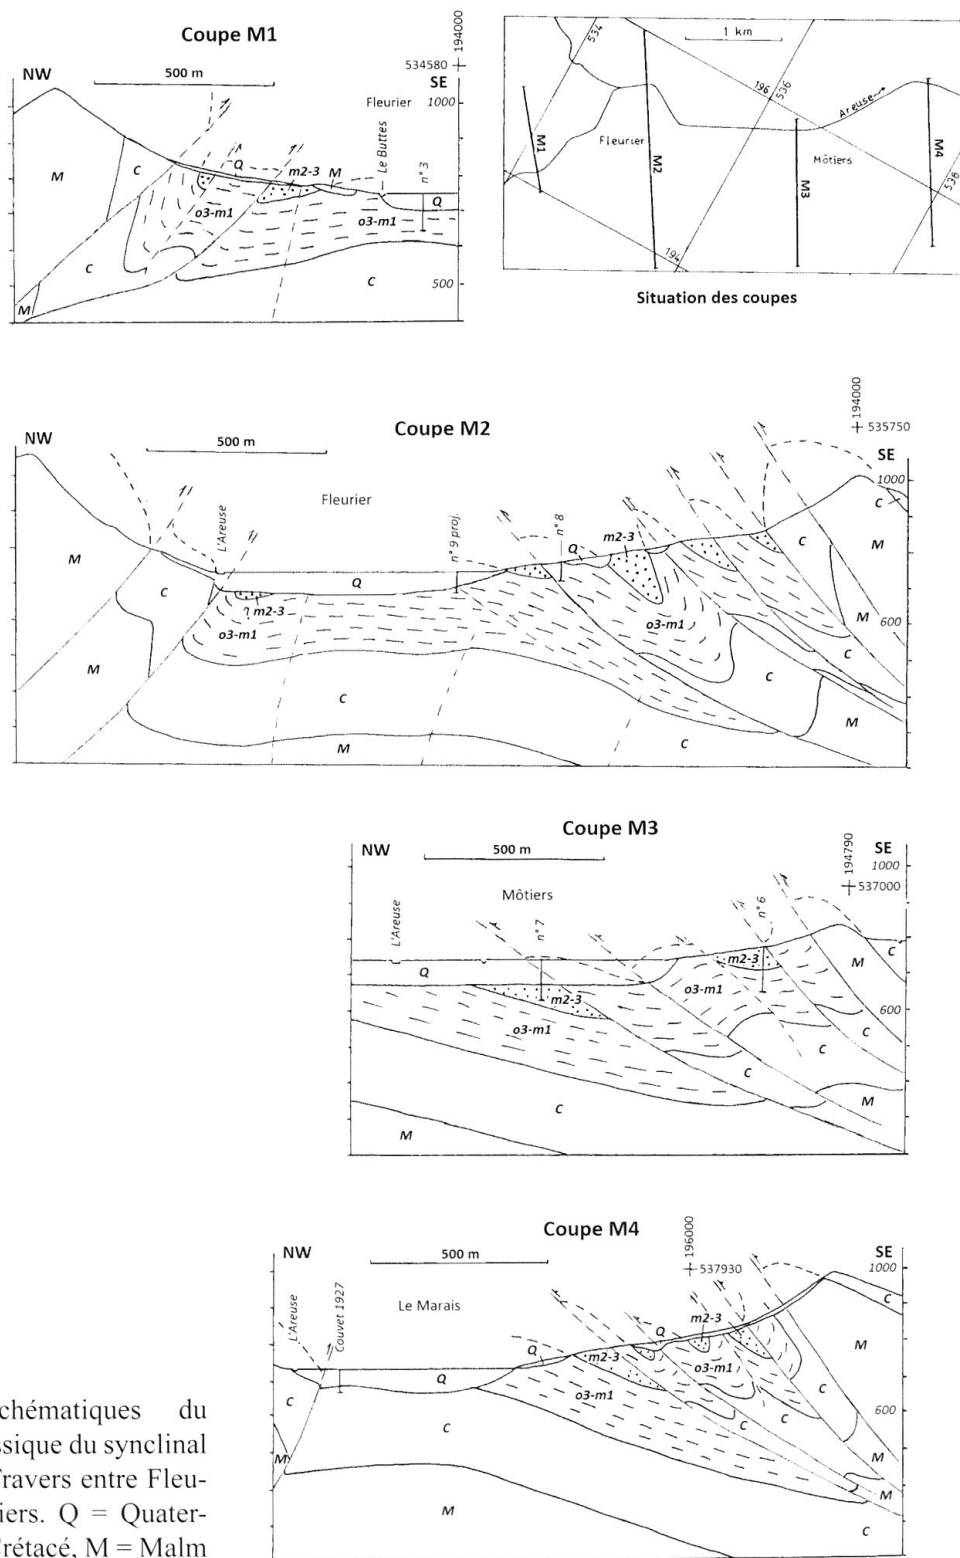 Coupe M1
NW
500 m
194000
534580
SE
1000
Fleurier
Le Buttes
n° 3
M
C
Q
m2-3
M
Q
o3-m1
o3-m1
C
C
500
M
1 km
534
196
536
Areuse
M1
Fleurier
M2
Môtiers
M3
M4
538
194
Situation des coupes
Coupe M2
NW
500 m
194000
535750
SE
1000
Fleurier
L'Areuse
n° 9 proj.
n° 8
Q
m2-3
C
C
M
M
Q
C
? m2-3
o3-m1
o3-m1
M
600
M
C
C
C
M
M
C
Coupe M3
NW
500 m
194790
SE
1000
537000
Môtiers
L'Areuse
n° 7
n° 6
Q
m2-3
M
C
m2-3
o3-m1
o3-m1
600
C
C
C
C
M
M
Coupe M4
NW
500 m
196000
537930
SE
1000
L'Areuse
Couvet 1927
Le Marais
C
m2-3
Q
M
Q
m2-3
o3-m1
Q
o3-m1
C
C
600
C
C
C
M
M
M
M
C
chématiques du
ssique du synclinal
Travers entre Fleu-
iers. Q = Quater-
Crétacé, M = Malm